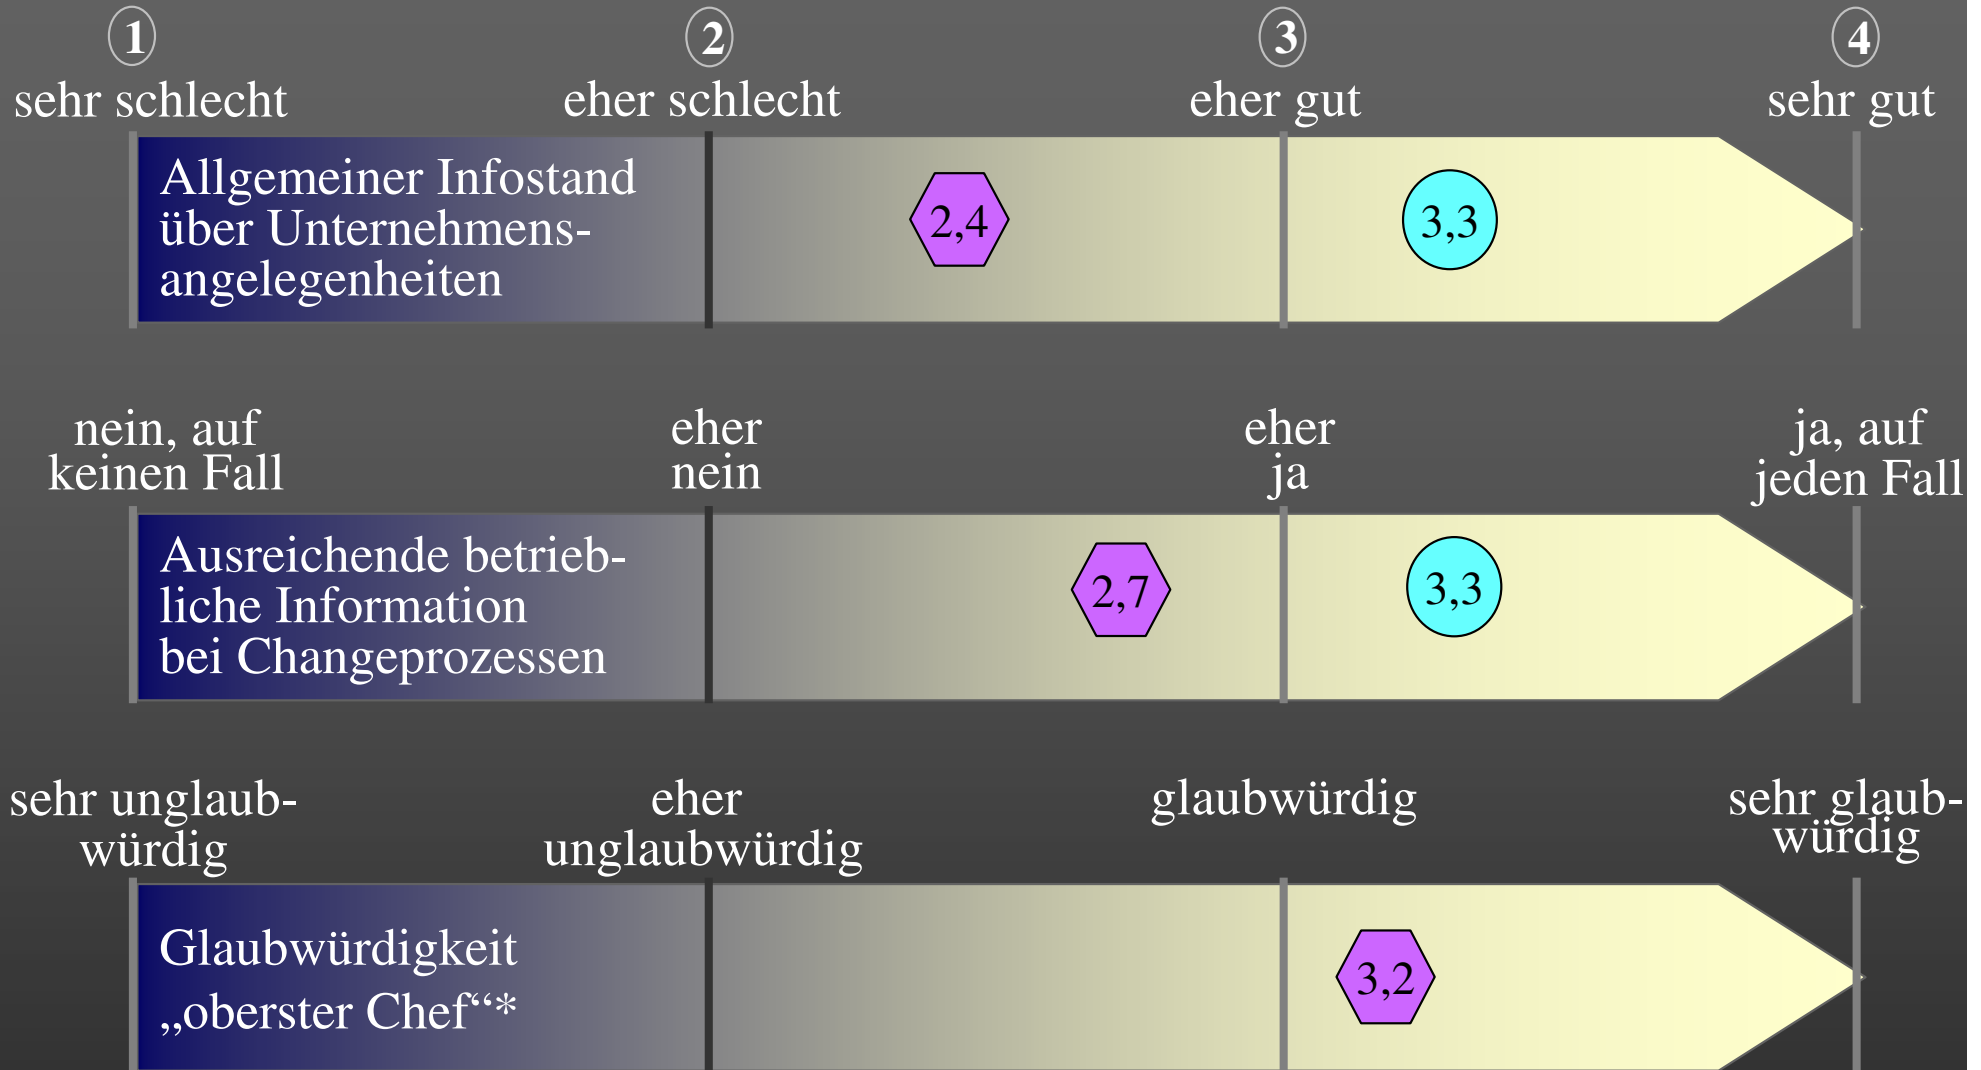 1 2 3 4
sehr schlecht eher schlecht eher gut sehr gut
Allgemeiner Infostand
über Unternehmens-
angelegenheiten
2,4 3,3
nein, auf
keinen Fall
eher
nein
eher
ja
ja, auf
jeden Fall
Ausreichende betrieb-
liche Information
bei Changeprozessen
2,7 3,3
sehr unglaub-
würdig
eher
unglaubwürdig
glaubwürdig
sehr glaub-
würdig
Glaubwürdigkeit
„oberster Chef“*
3,2